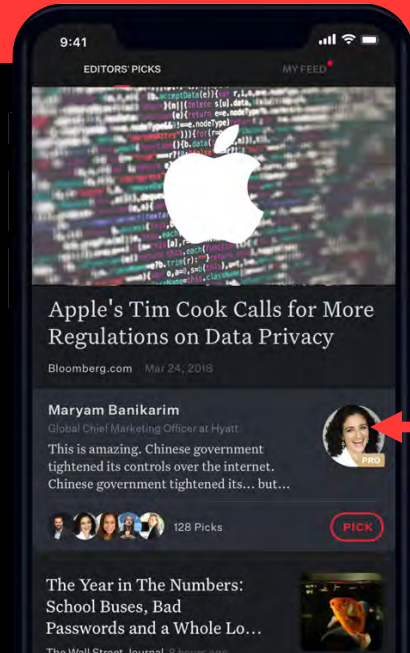 9:41
EDITORS' PICKS
MY FEED
Apple's Tim Cook Calls for More
Regulations on Data Privacy
Bloomberg.com Mar 24, 2018
Maryam Banikarim
Global Chief Marketing Officer at Hyatt
This is amazing. Chinese government
tightened its controls over the internet.
Chinese government tightened its... but...
PRO
128 Picks
PICK
The Year in The Numbers:
School Buses, Bad
Passwords and a Whole Lo...
The Wall Street Journal 8 hours ago